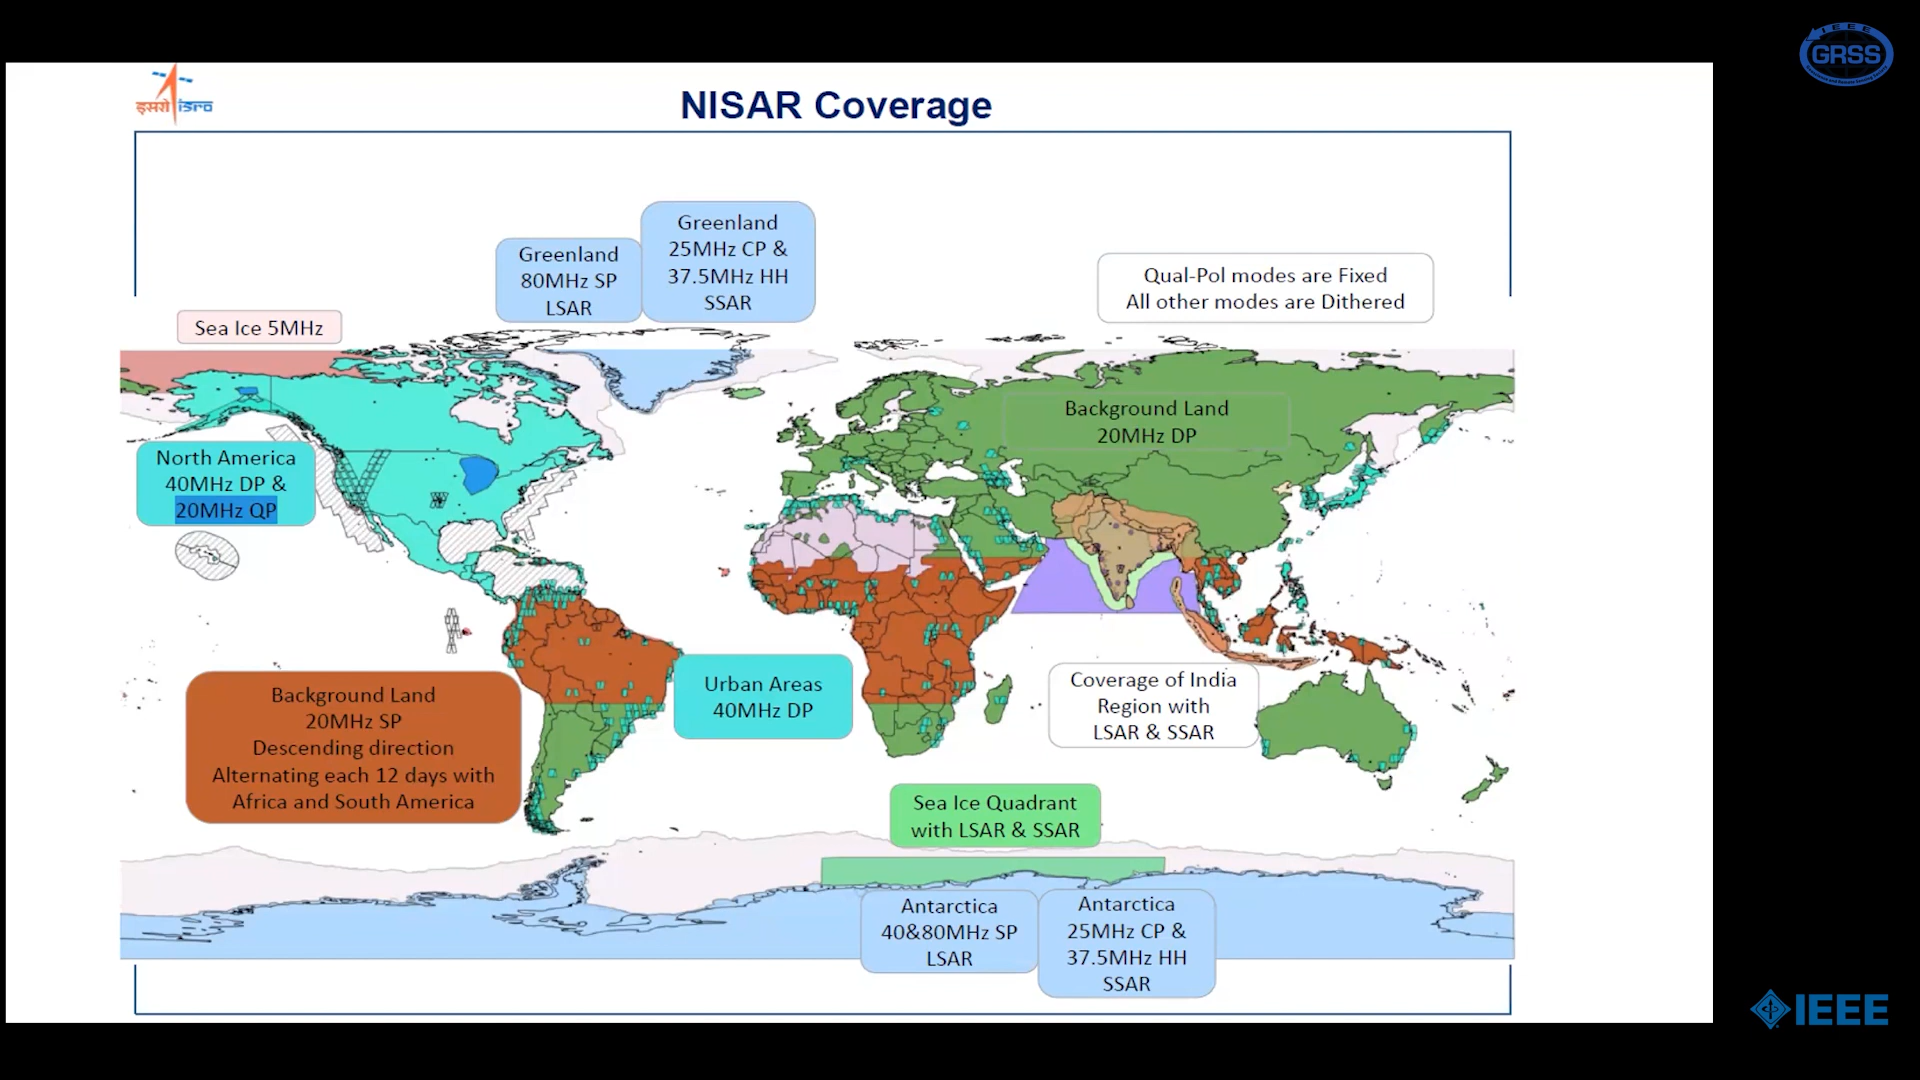 IEEE
GRSS
इसरो isro
NISAR Coverage
Greenland
80MHz SP
LSAR
Greenland
25MHz CP &
37.5MHz HH
SSAR
Qual-Pol modes are Fixed
All other modes are Dithered
Sea Ice 5MHz
Background Land
20MHz DP
North America
40MHz DP &
20MHz QP
Background Land
20MHz SP
Descending direction
Alternating each 12 days with
Africa and South America
Urban Areas
40MHz DP
Coverage of India
Region with
LSAR & SSAR
Sea Ice Quadrant
with LSAR & SSAR
Antarctica
40&80MHz SP
LSAR
Antarctica
25MHz CP &
37.5MHz HH
SSAR
IEEE